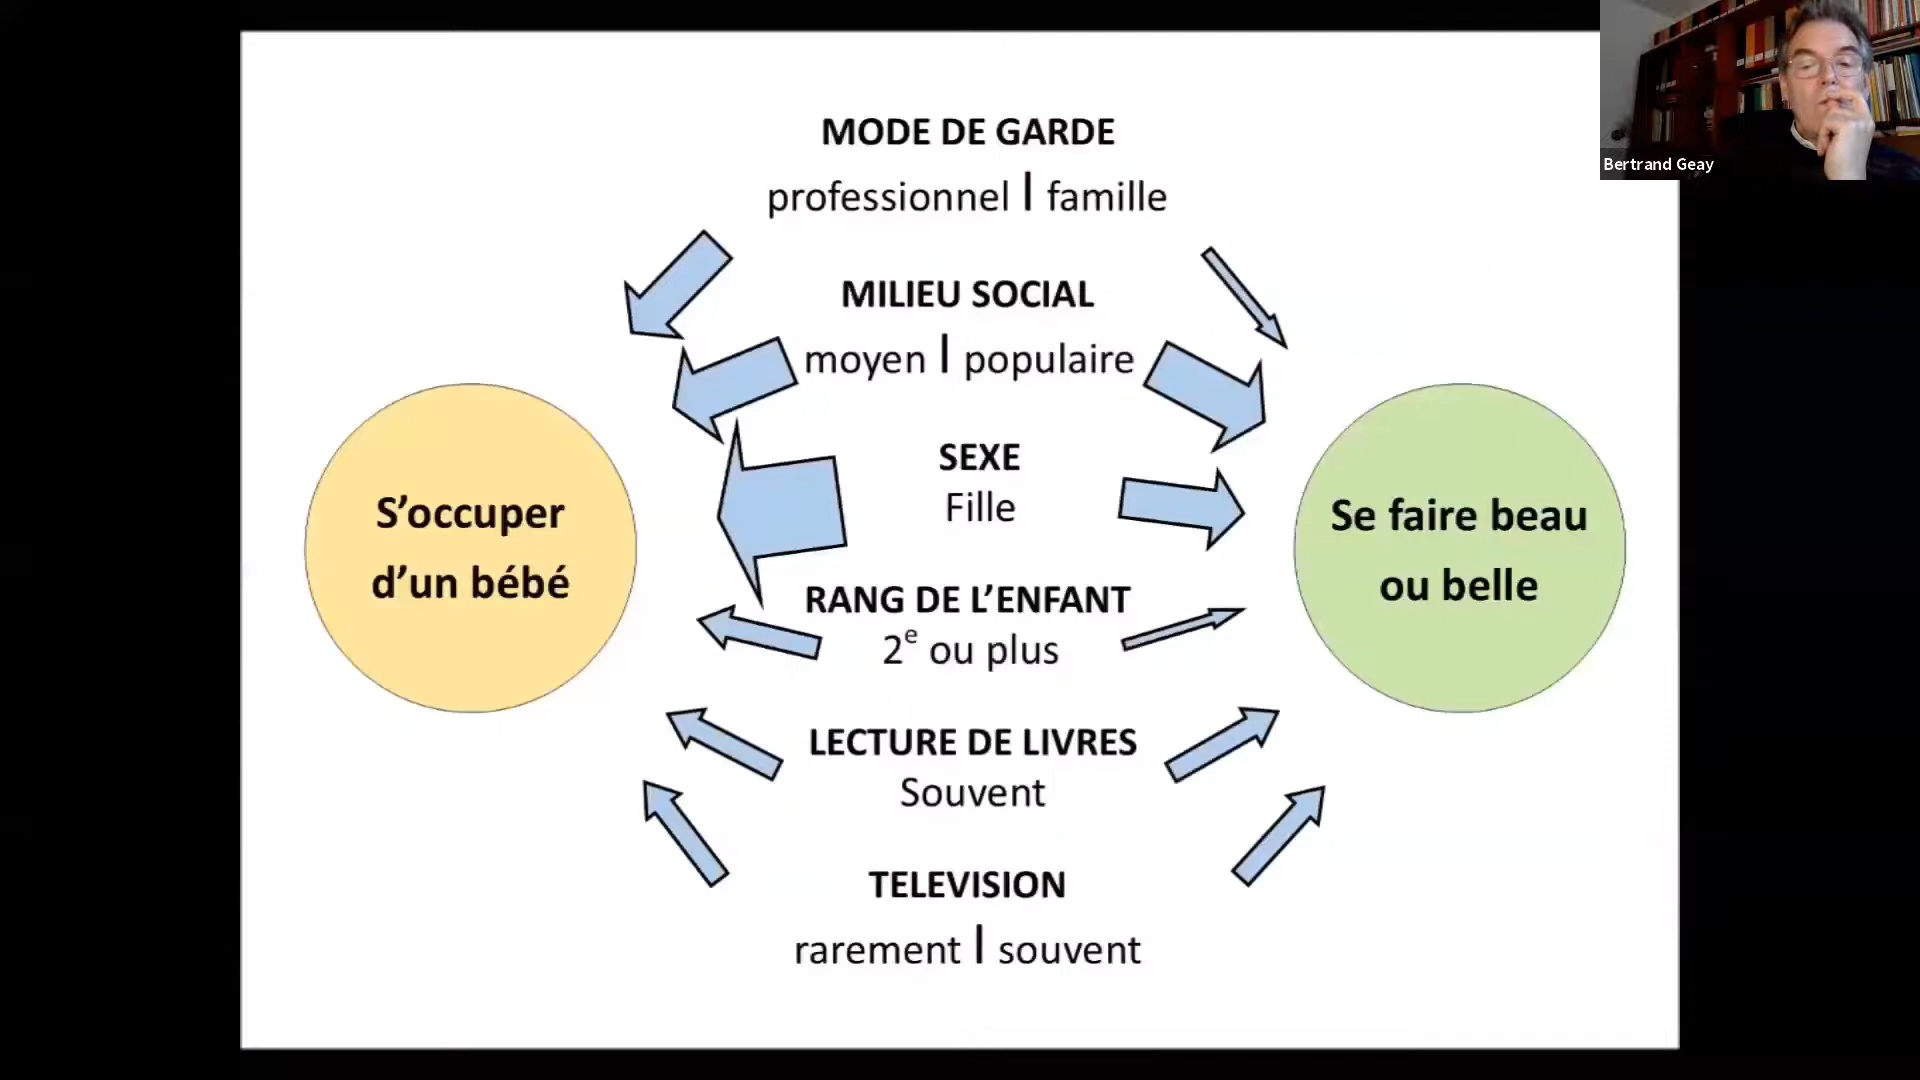 MODE DE GARDE
professionnel | famille
MILIEU SOCIAL
moyen | populaire
SEXE
Fille
S’occuper
d’un bébé
Se faire beau
ou belle
RANG DE L’ENFANT
2e ou plus
LECTURE DE LIVRES
Souvent
TELEVISION
rarement | souvent
Bertrand Geay